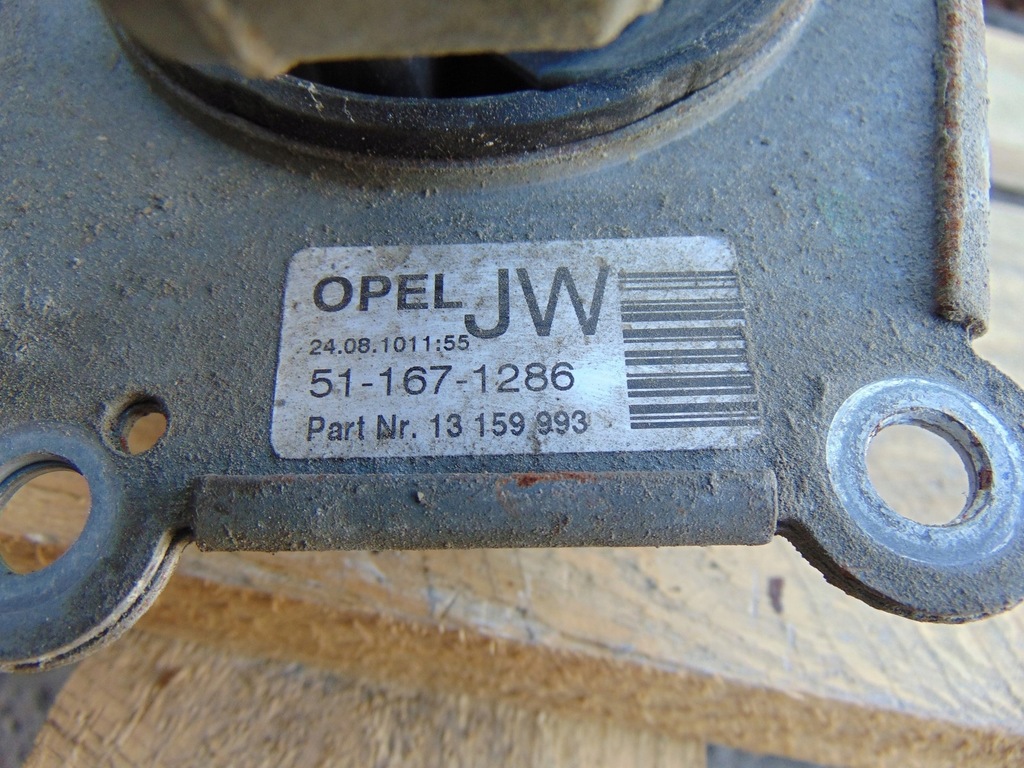 OPEL JW
24.08.1011:55
51-167-1286
Part Nr. 13 159 993